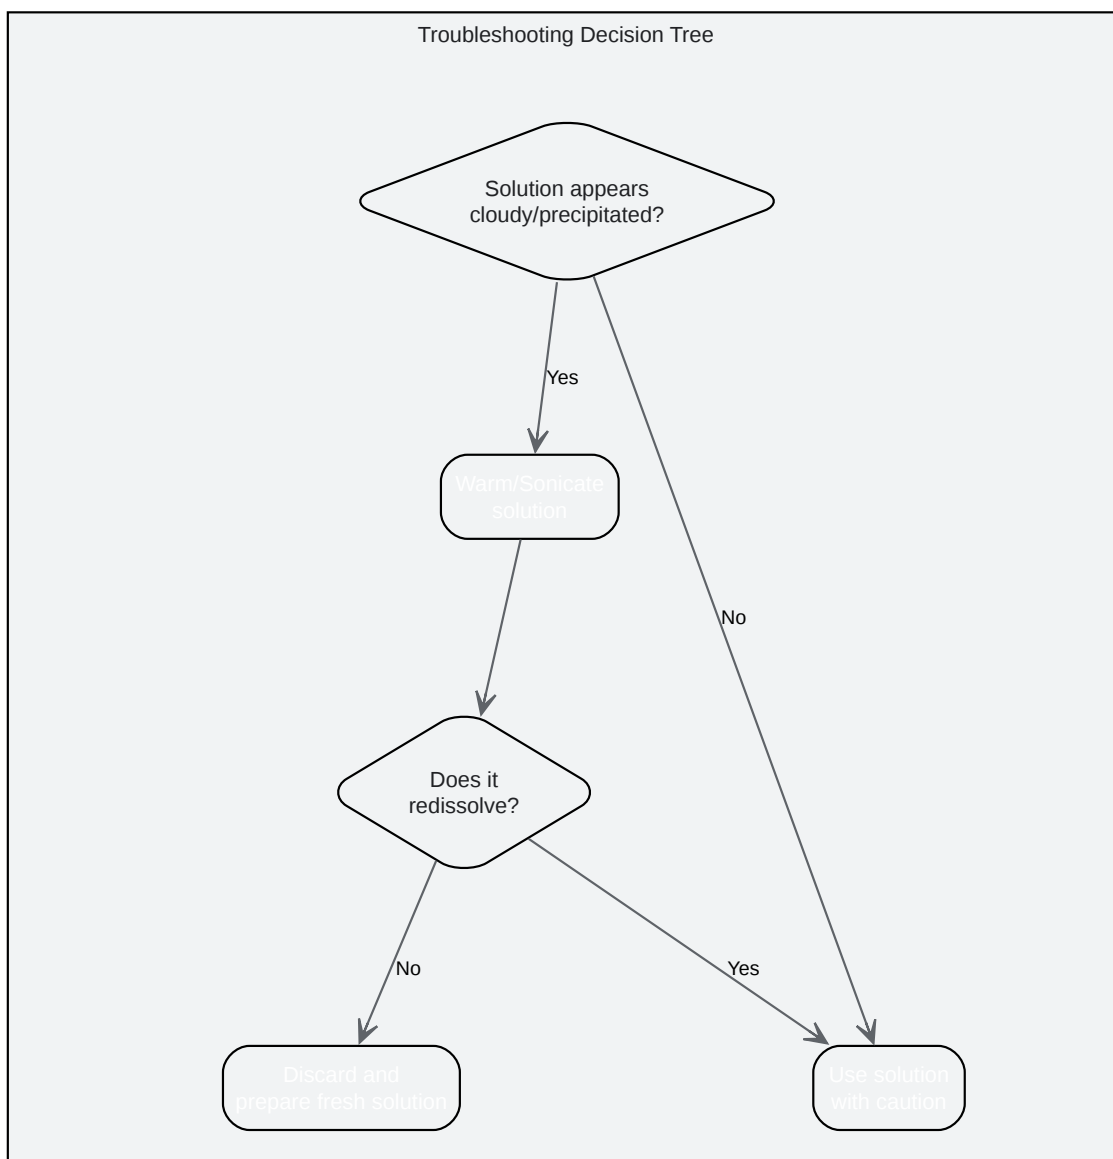 Troubleshooting Decision Tree
Solution appears
cloudy/precipitated?
Yes
Warm/Sonicate
solution
No
Does it
redissolve?
No
Yes
Discard and
prepare fresh solution
Use solution
with caution